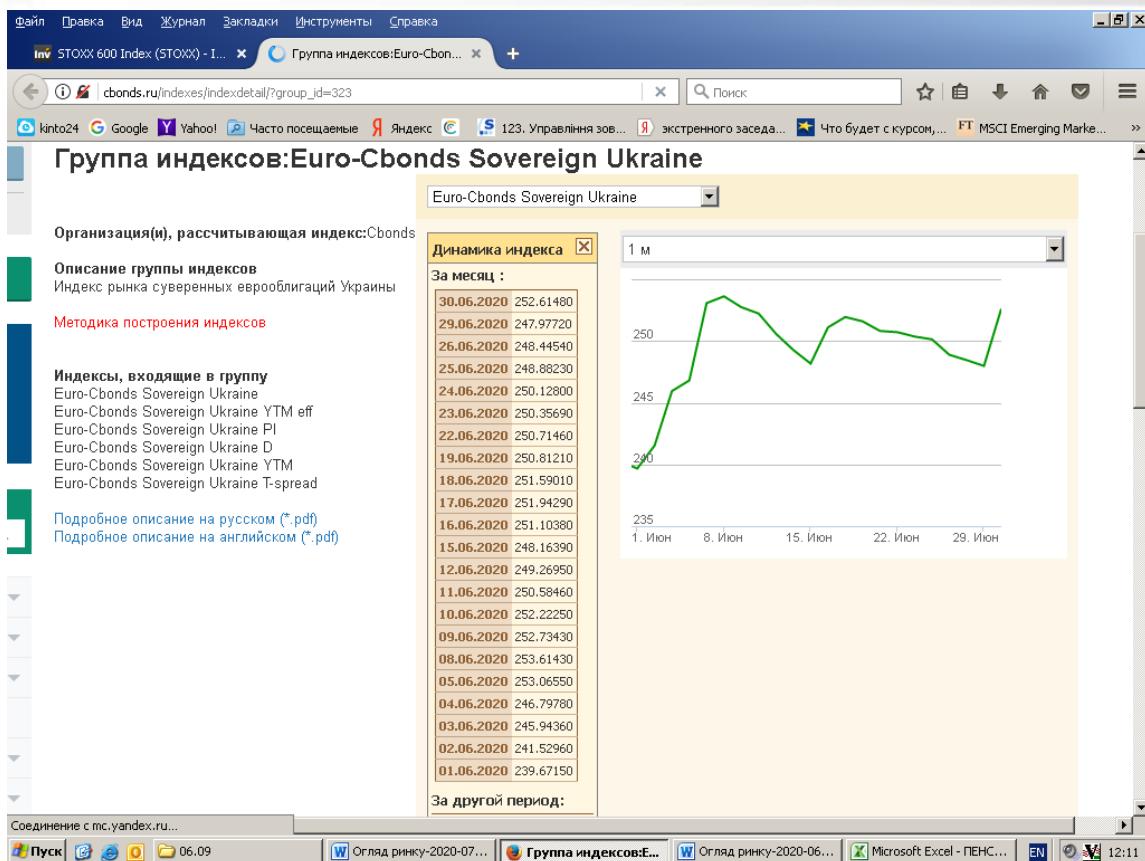 Файл Правка Вид Журнал Закладки Инструменты Справка
STOXX 600 Index (STOXX) - I... Группа индексов:Euro-Cbon...
cbonds.ru/indexes/indexdetail/?group_id=323 Поиск
kinto24 Google Yahoo! Часто посещаемые Яндекс 123. Управління зов... экстренного заседа... Что будет с курсом,... MSCI Emerging Marke... »
Группа индексов:Euro-Cbonds Sovereign Ukraine
Euro-Cbonds Sovereign Ukraine
Организация(и), рассчитывающая индекс:Cbonds
Описание группы индексов
Индекс рынка суверенных еврооблигаций Украины
Методика построения индексов
Индексы, входящие в группу
Euro-Cbonds Sovereign Ukraine
Euro-Cbonds Sovereign Ukraine YTM eff
Euro-Cbonds Sovereign Ukraine PI
Euro-Cbonds Sovereign Ukraine D
Euro-Cbonds Sovereign Ukraine YTM
Euro-Cbonds Sovereign Ukraine T-spread
Подробное описание на русском (*.pdf)
Подробное описание на английском (*.pdf)
Динамика индекса
За месяц :
30.06.2020 252.61480
29.06.2020 247.97720
26.06.2020 248.44540
25.06.2020 248.88230
24.06.2020 250.12800
23.06.2020 250.35690
22.06.2020 250.71460
19.06.2020 250.81210
18.06.2020 251.59010
17.06.2020 251.94290
16.06.2020 251.10380
15.06.2020 248.16390
12.06.2020 249.26950
11.06.2020 250.58460
10.06.2020 252.22250
09.06.2020 252.73430
08.06.2020 253.61430
05.06.2020 253.06550
04.06.2020 246.79780
03.06.2020 245.94360
02.06.2020 241.52960
01.06.2020 239.67150
За другой период:
1 м
250
245
240
235
1. Июн 8. Июн 15. Июн 22. Июн 29. Июн
Соединение с mc.yandex.ru...
Пуск 06.09 Огляд ринку-2020-07... Группа индексов:E... Огляд ринку-2020-06... Microsoft Excel - ПЕНС... EN 12:11